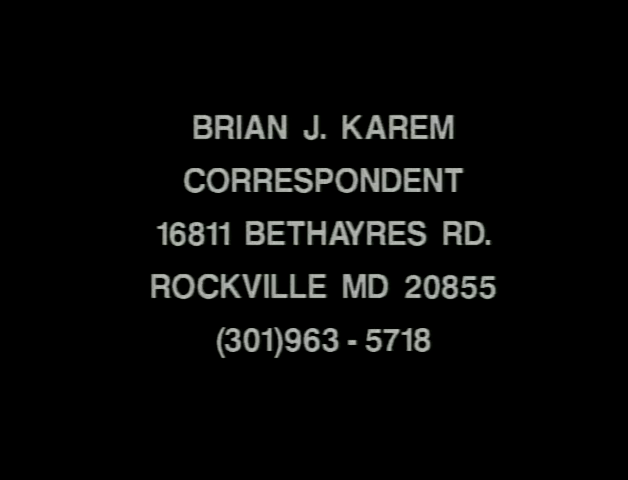 BRIAN J. KAREM
CORRESPONDENT
16811 BETHAYRES RD.
ROCKVILLE MD 20855
(301)963-5718